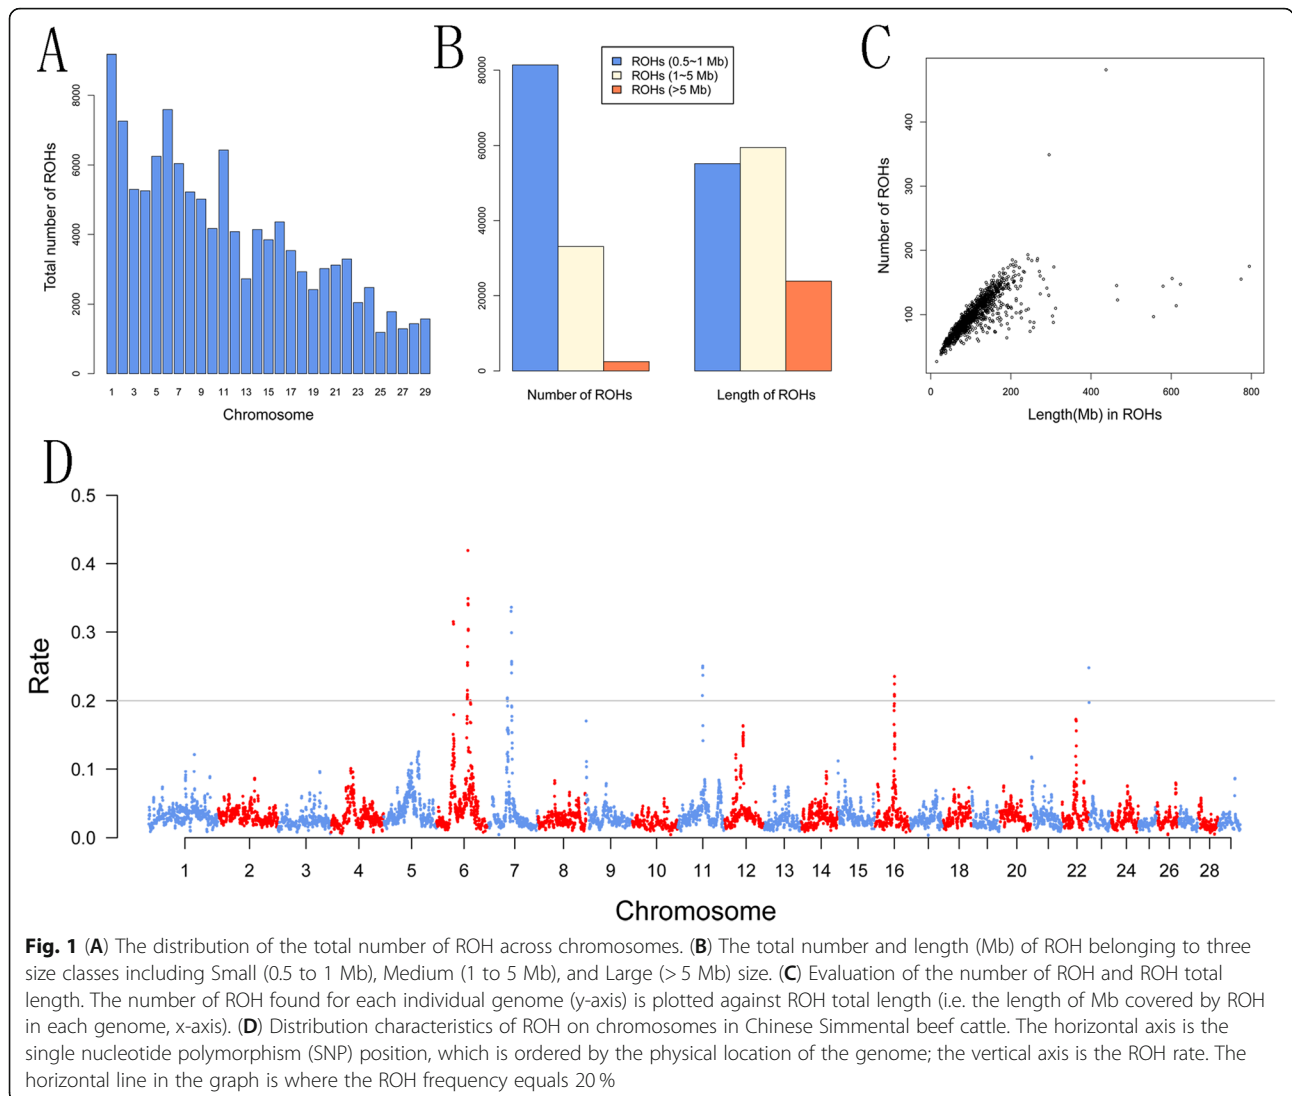 A
B
C
Total number of ROHs
8000
6000
4000
2000
0
1 3 5 7 9 11 13 15 17 19 21 23 25 27 29
Chromosome
ROHs (0.5~1 Mb)
ROHs (1~5 Mb)
ROHs (>5 Mb)
80000
60000
40000
20000
0
Number of ROHs
Length of ROHs
Number of ROHs
400
300
200
100
0 200 400 600 800
Length(Mb) in ROHs
D
Rate
0.5
0.4
0.3
0.2
0.1
0.0
1 2 3 4 5 6 7 8 9 10 11 12 13 14 15 16 18 20 22 24 26 28
Chromosome
Fig. 1 (A) The distribution of the total number of ROH across chromosomes. (B) The total number and length (Mb) of ROH belonging to three
size classes including Small (0.5 to 1 Mb), Medium (1 to 5 Mb), and Large (> 5 Mb) size. (C) Evaluation of the number of ROH and ROH total
length. The number of ROH found for each individual genome (y-axis) is plotted against ROH total length (i.e. the length of Mb covered by ROH
in each genome, x-axis). (D) Distribution characteristics of ROH on chromosomes in Chinese Simmental beef cattle. The horizontal axis is the
single nucleotide polymorphism (SNP) position, which is ordered by the physical location of the genome; the vertical axis is the ROH rate. The
horizontal line in the graph is where the ROH frequency equals 20 %